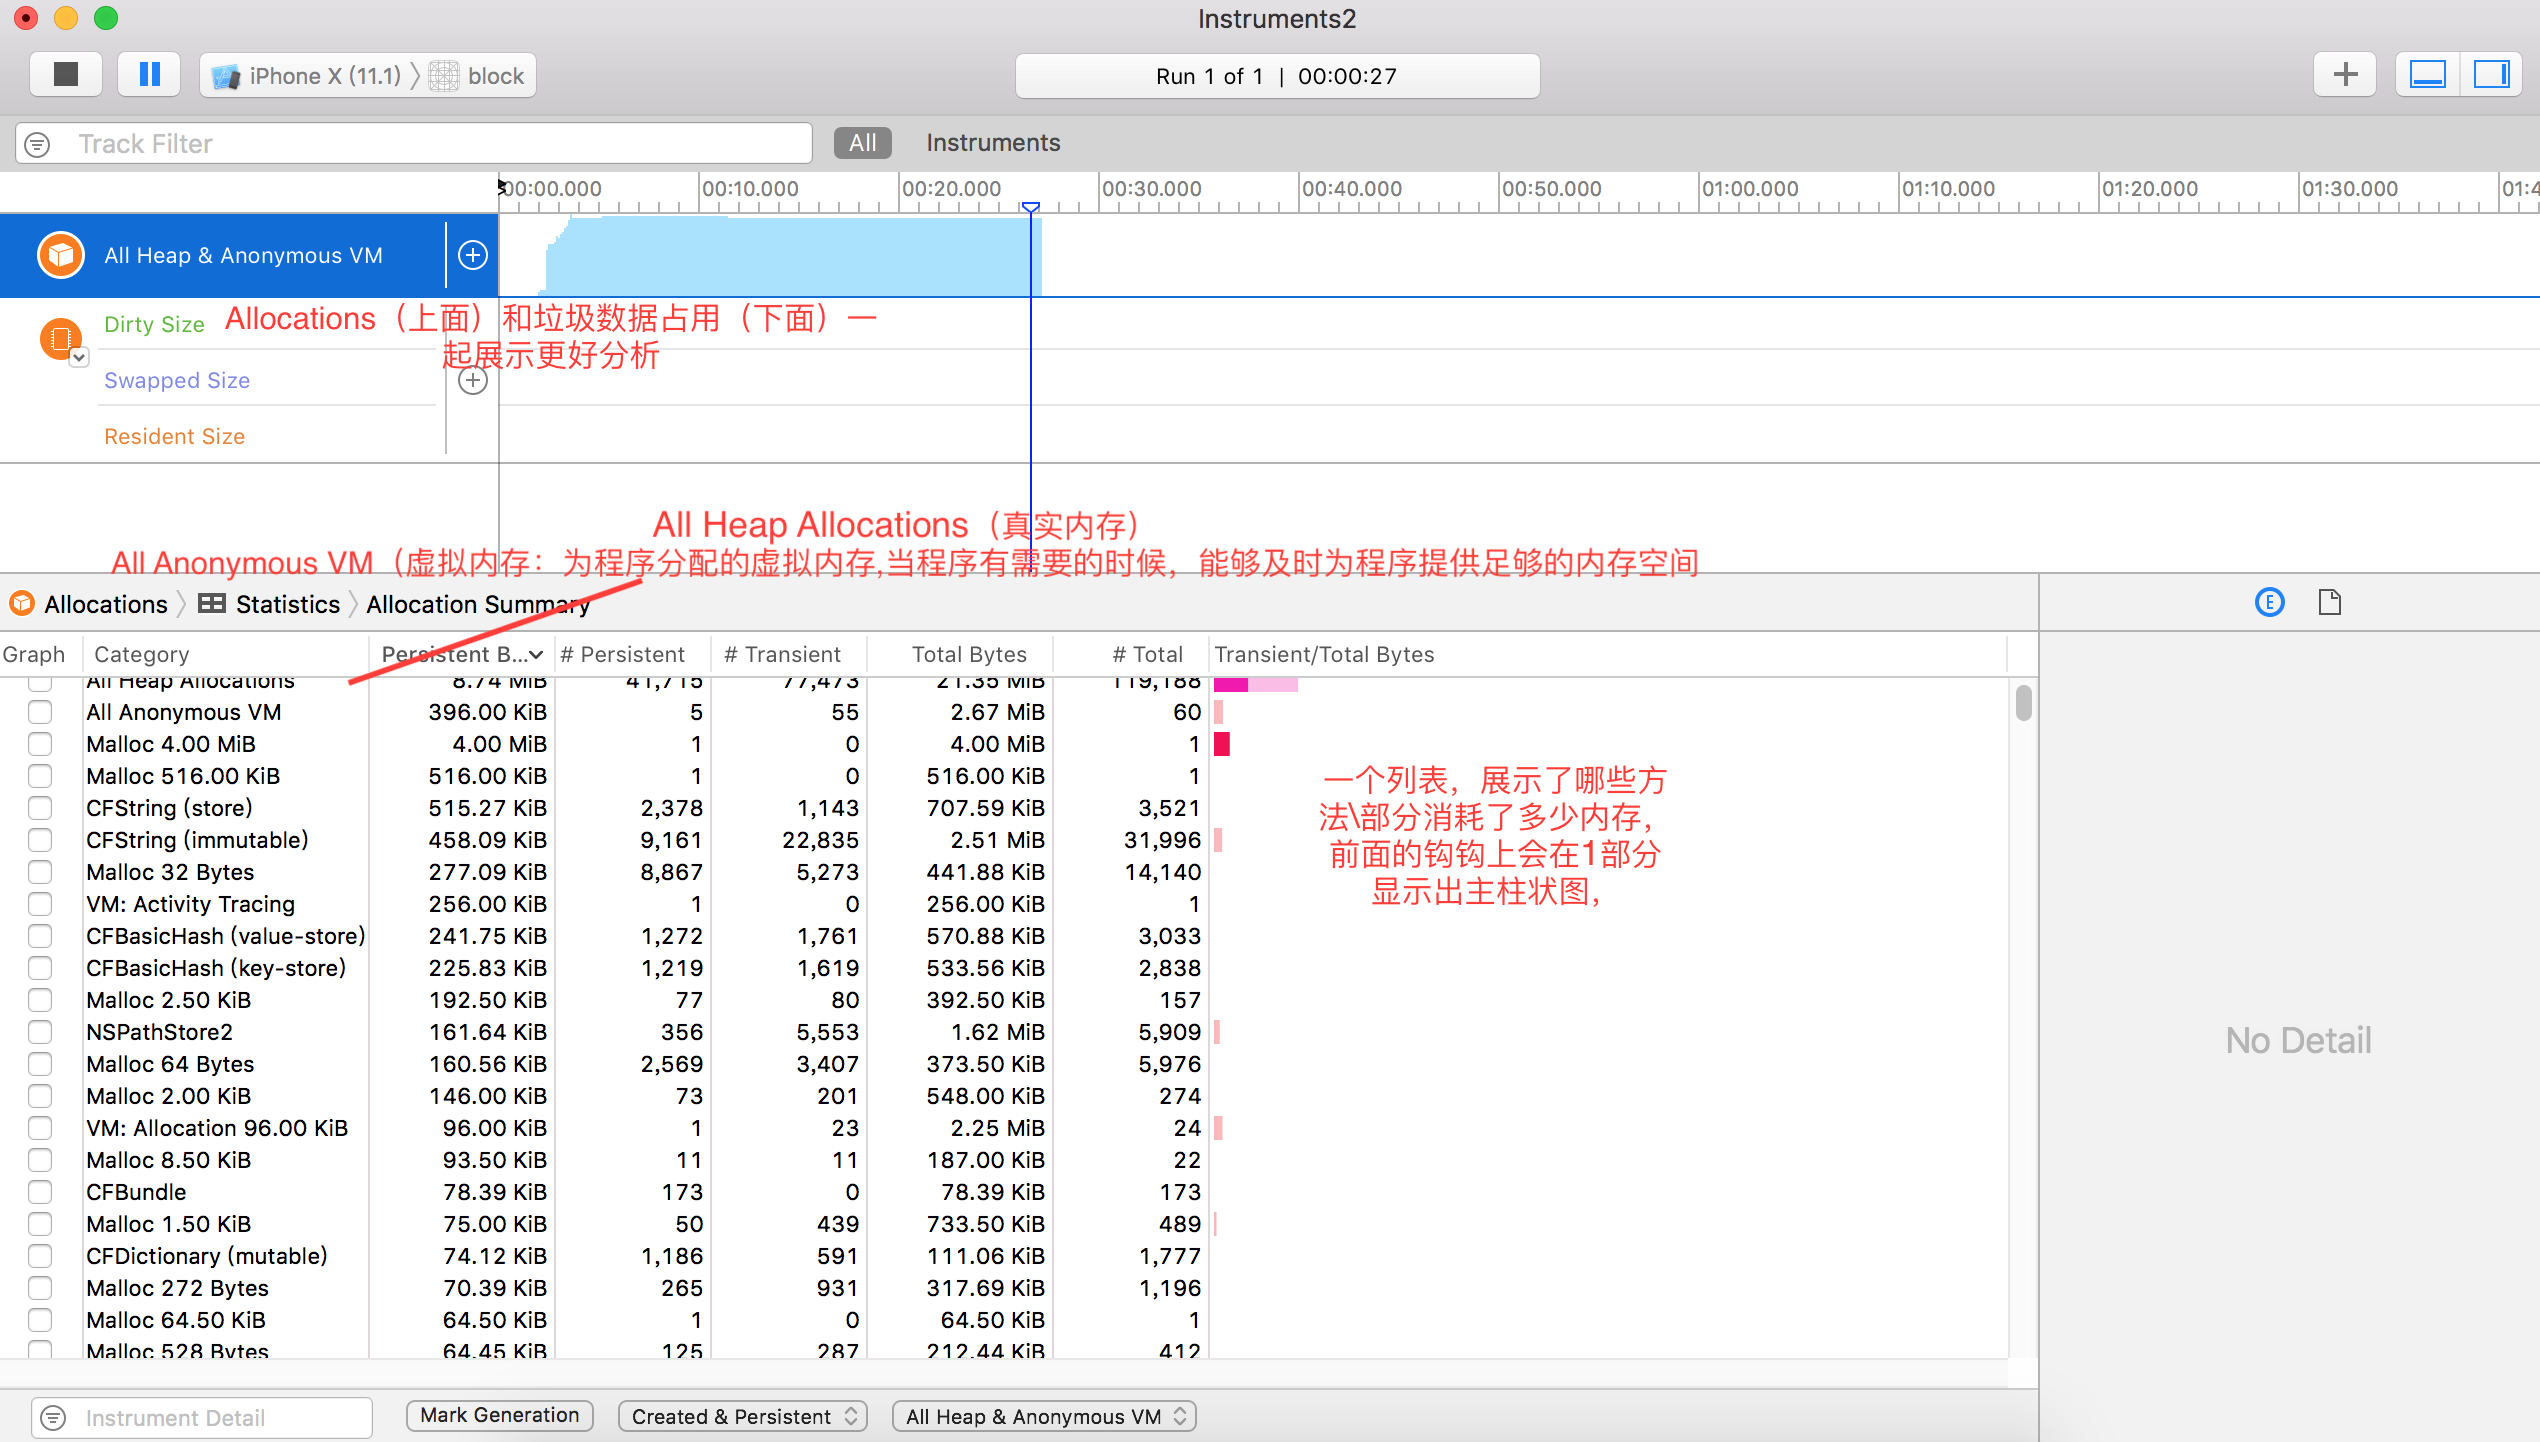 Instruments2
iPhone X (11.1) 〉 block
Run 1 of 1 | 00:00:27
Track Filter
All
Instruments
00:00.000 00:10.000 00:20.000 00:30.000 00:40.000 00:50.000 01:00.000 01:10.000 01:20.000 01:30.000 01:4
All Heap & Anonymous VM
Dirty Size
Allocations（上面）和垃圾数据占用（下面）一
起展示更好分析
Swapped Size
Resident Size
All Heap Allocations（真实内存）
All Anonymous VM（虚拟内存：为程序分配的虚拟内存,当程序有需要的时候，能够及时为程序提供足够的内存空间
Allocations 〉 Statistics 〉 Allocation Summary
Graph Category Persistent B... # Persistent # Transient Total Bytes # Total Transient/Total Bytes
All Heap Allocations 8.74 MiB 41,715 77,473 21.35 MiB 119,188
All Anonymous VM 396.00 KiB 5 55 2.67 MiB 60
Malloc 4.00 MiB 4.00 MiB 1 0 4.00 MiB 1
Malloc 516.00 KiB 516.00 KiB 1 0 516.00 KiB 1
CFString (store) 515.27 KiB 2,378 1,143 707.59 KiB 3,521
CFString (immutable) 458.09 KiB 9,161 22,835 2.51 MiB 31,996
Malloc 32 Bytes 277.09 KiB 8,867 5,273 441.88 KiB 14,140
VM: Activity Tracing 256.00 KiB 1 0 256.00 KiB 1
CFBasicHash (value-store) 241.75 KiB 1,272 1,761 570.88 KiB 3,033
CFBasicHash (key-store) 225.83 KiB 1,219 1,619 533.56 KiB 2,838
Malloc 2.50 KiB 192.50 KiB 77 80 392.50 KiB 157
NSPathStore2 161.64 KiB 356 5,553 1.62 MiB 5,909
Malloc 64 Bytes 160.56 KiB 2,569 3,407 373.50 KiB 5,976
Malloc 2.00 KiB 146.00 KiB 73 201 548.00 KiB 274
VM: Allocation 96.00 KiB 96.00 KiB 1 23 2.25 MiB 24
Malloc 8.50 KiB 93.50 KiB 11 11 187.00 KiB 22
CFBundle 78.39 KiB 173 0 78.39 KiB 173
Malloc 1.50 KiB 75.00 KiB 50 439 733.50 KiB 489
CFDictionary (mutable) 74.12 KiB 1,186 591 111.06 KiB 1,777
Malloc 272 Bytes 70.39 KiB 265 931 317.69 KiB 1,196
Malloc 64.50 KiB 64.50 KiB 1 0 64.50 KiB 1
Malloc 528 Bytes 64.45 KiB 125 287 212.44 KiB 412
一个列表，展示了哪些方
法\部分消耗了多少内存，
前面的钩钩上会在1部分
显示出主柱状图，
No Detail
Instrument Detail
Mark Generation
Created & Persistent
All Heap & Anonymous VM